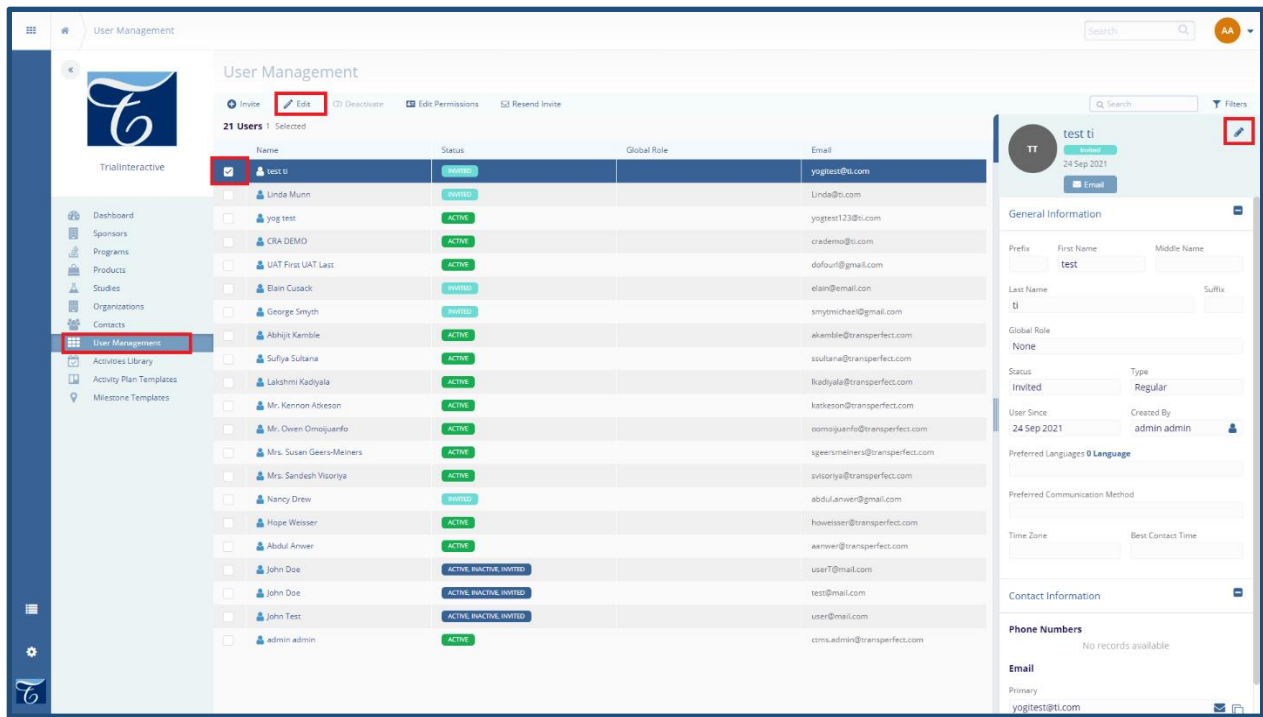 User Management
Search
AA
User Management
Invite Edit Deactivate Edit Permissions Resend Invite
Search Filters
21 Users 1 Selected
Name Status Global Role Email
test ti INVITED yogitest@ti.com
Linda Munn INVITED Linda@ti.com
yog test ACTIVE yogtest123@ti.com
CRA DEMO ACTIVE crademo@ti.com
UAT First UAT Last ACTIVE dofourl@gmail.com
Elain Cusack INVITED elain@email.con
George Smyth INVITED smytmichael@gmail.com
Abhijit Kamble ACTIVE akamble@transperfect.com
Sufiya Sultana ACTIVE ssultana@transperfect.com
Lakshmi Kadiyala ACTIVE lkadiyala@transperfect.com
Mr. Kennon Atkeson ACTIVE katkeson@transperfect.com
Mr. Owen Omoijuanfo ACTIVE oomoijuanfo@transperfect.com
Mrs. Susan Geers-Meiners ACTIVE sgeersmeiners@transperfect.com
Mrs. Sandesh Visoriya ACTIVE svisoriya@transperfect.com
Nancy Drew INVITED abdul.anwer@gmail.com
Hope Weisser ACTIVE howeisser@transperfect.com
Abdul Anwer ACTIVE aanwer@transperfect.com
John Doe ACTIVE, INACTIVE, INVITED userT@mail.com
John Doe ACTIVE, INACTIVE, INVITED test@mail.com
John Test ACTIVE, INACTIVE, INVITED user@mail.com
admin admin ACTIVE ctms.admin@transperfect.com
TrialInteractive
Dashboard
Sponsors
Programs
Products
Studies
Organizations
Contacts
User Management
Activities Library
Activity Plan Templates
Milestone Templates
TT
test ti
Invited
24 Sep 2021
Email
General Information
Prefix First Name Middle Name
test
Last Name Suffix
ti
Global Role
None
Status Type
Invited Regular
User Since Created By
24 Sep 2021 admin admin
Preferred Languages 0 Language
Preferred Communication Method
Time Zone Best Contact Time
Contact Information
Phone Numbers
No records available
Email
Primary
yogitest@ti.com